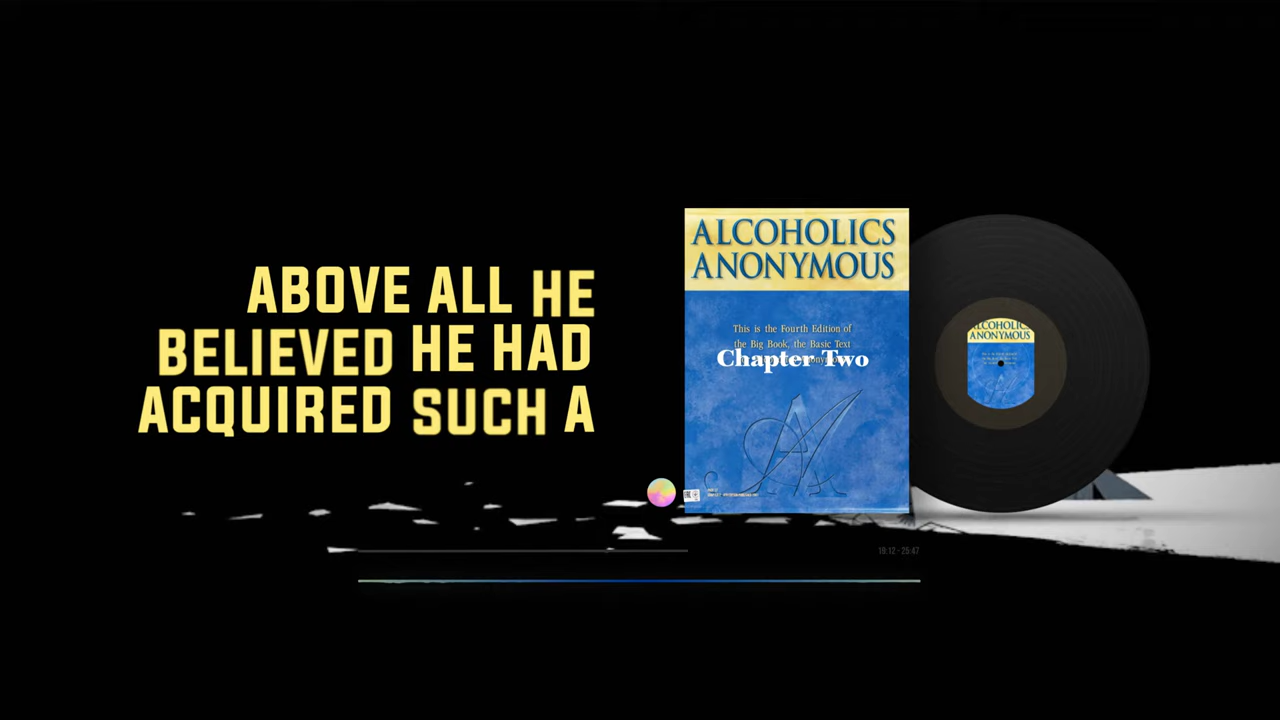 ABOVE ALL HE
BELIEVED HE HAD
ACQUIRED SUCH A
ALCOHOLICS
ANONYMOUS
This is the Fourth Edition of
the Big Book, the Basic Text
Chapter Two
ALCOHOLICS
ANONYMOUS
19:12 - 25:47